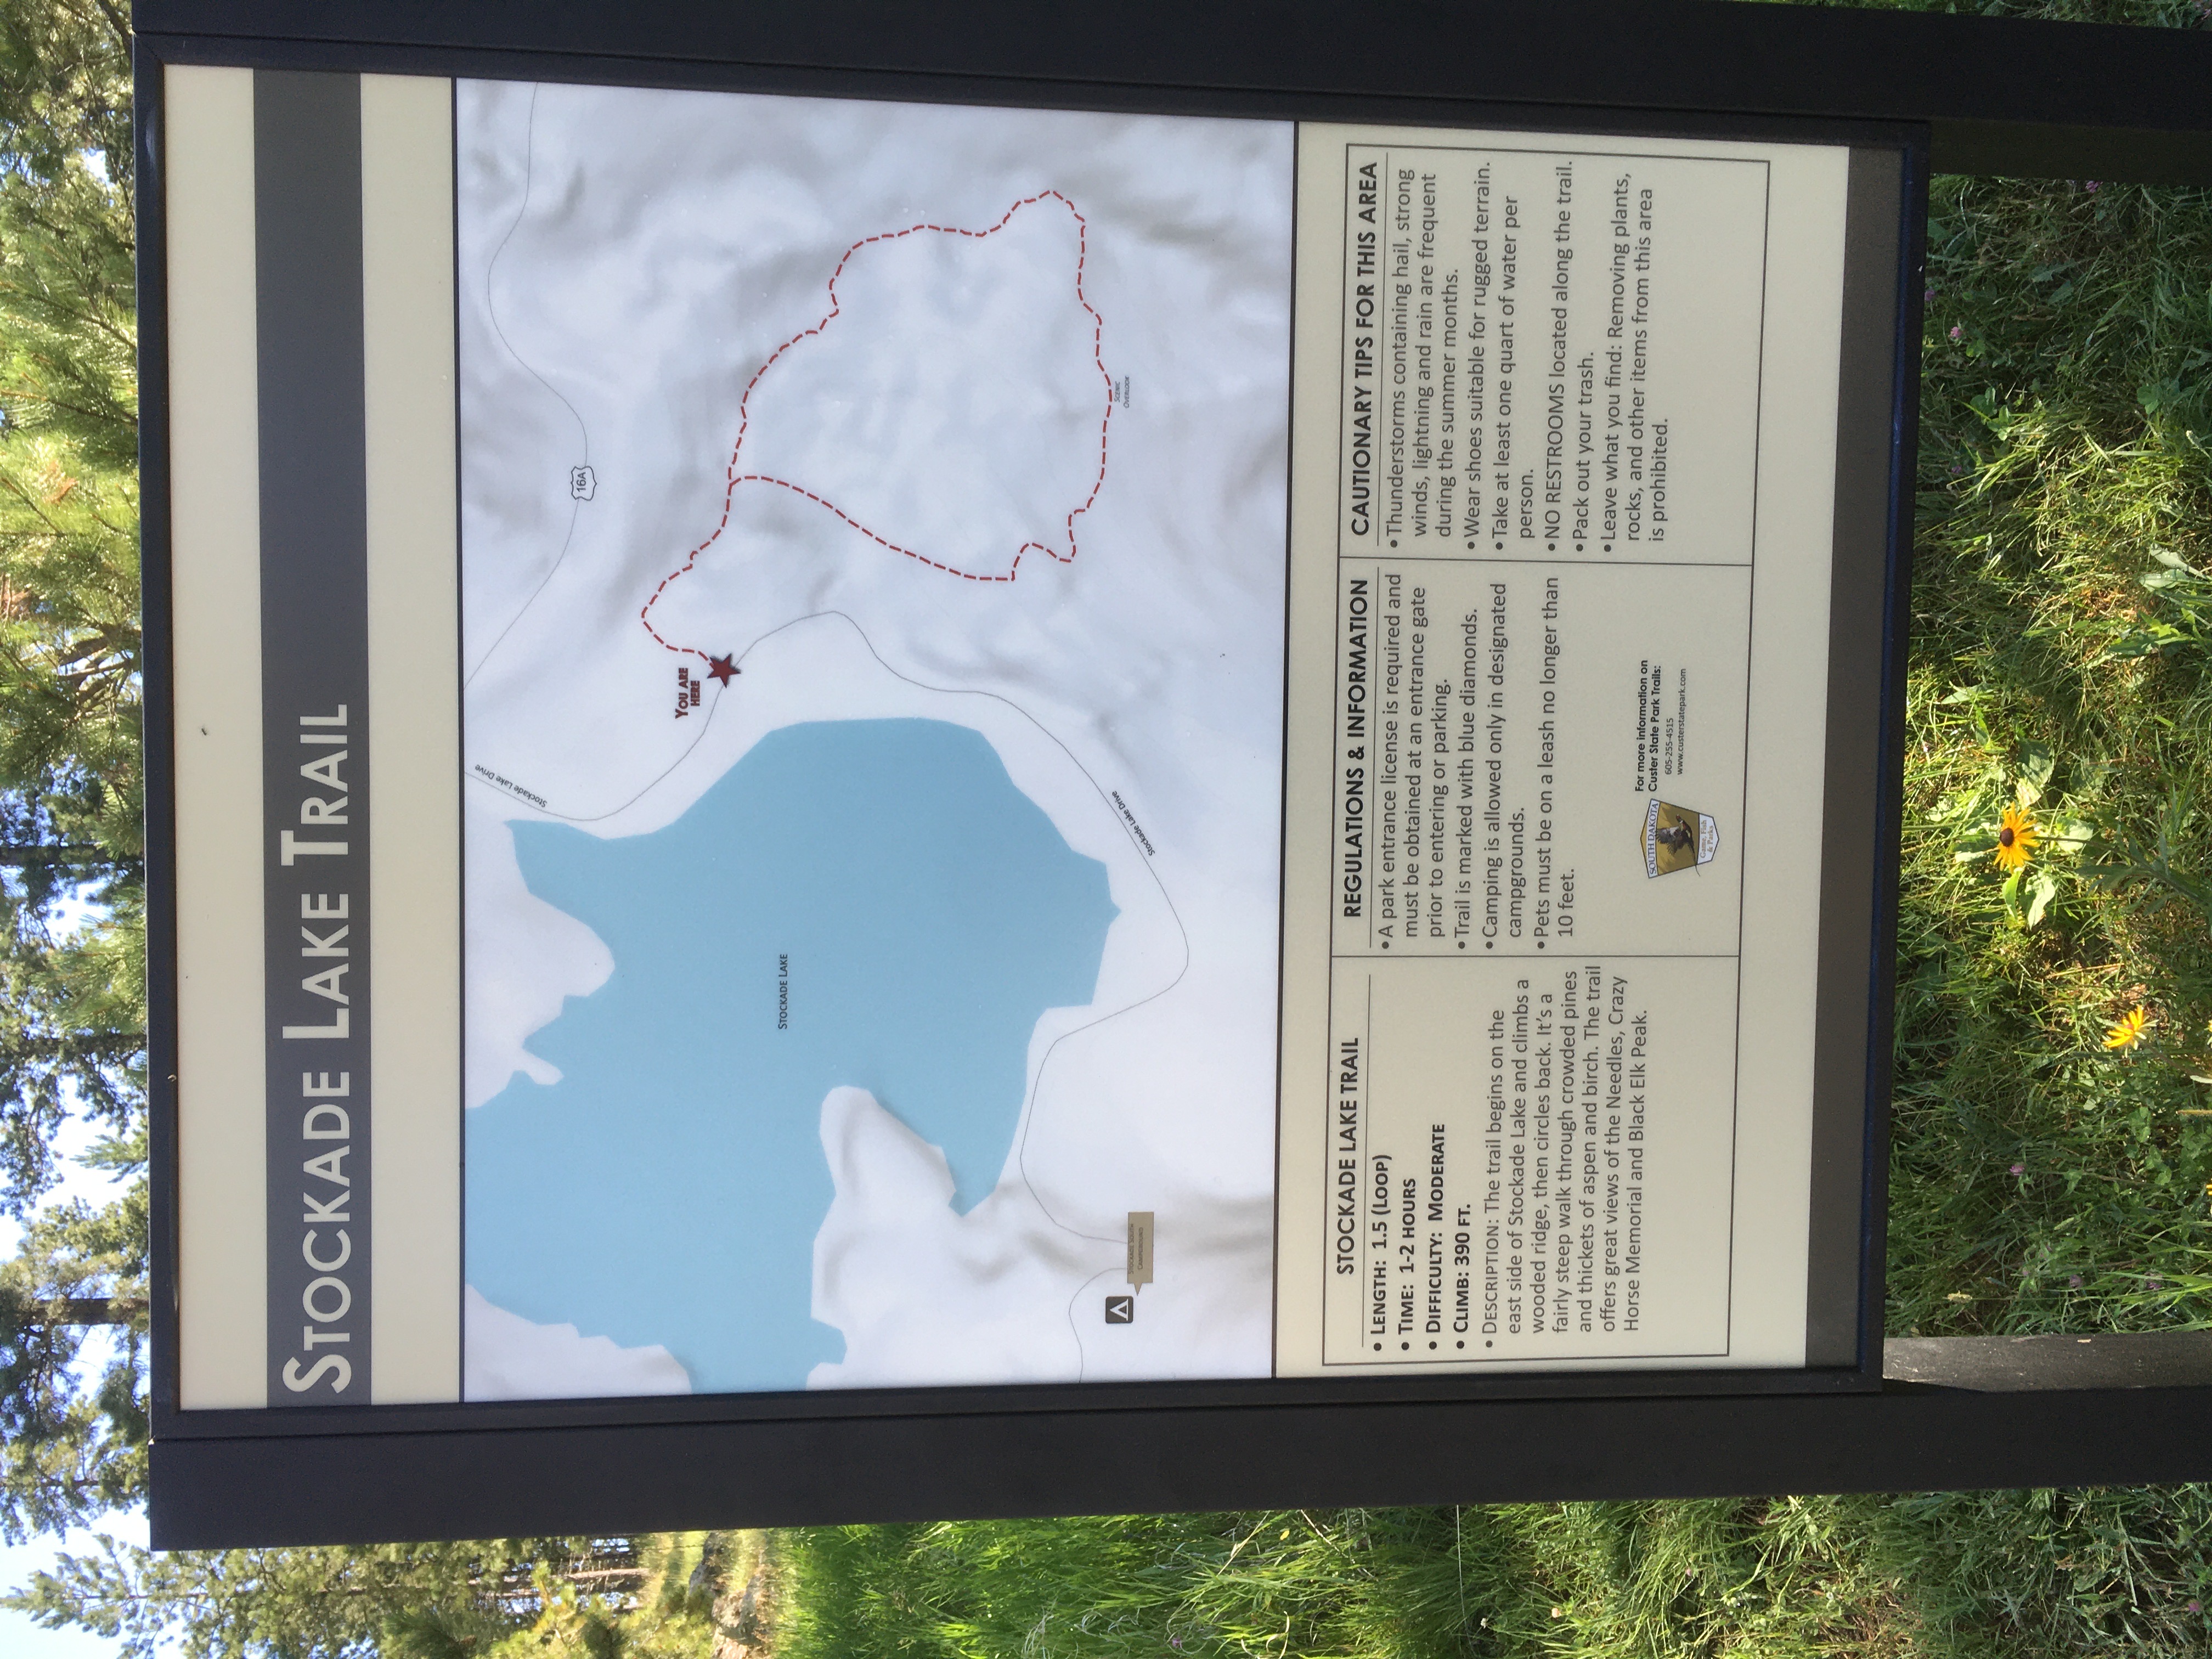 STOCKADE LAKE TRAIL
Stockade Lake Drive
16A
YOU ARE
HERE
STOCKADE LAKE
SCENIC
OVERLOOK
Stockade Lake Drive
STOCKADE SOUTH
CAMPGROUND
STOCKADE LAKE TRAIL
• LENGTH: 1.5 (LOOP)
• TIME: 1-2 HOURS
• DIFFICULTY: MODERATE
• CLIMB: 390 FT.
• DESCRIPTION: The trail begins on the
east side of Stockade Lake and climbs a
wooded ridge, then circles back. It's a
fairly steep walk through crowded pines
and thickets of aspen and birch. The trail
offers great views of the Needles, Crazy
Horse Memorial and Black Elk Peak.
REGULATIONS & INFORMATION
• A park entrance license is required and
must be obtained at an entrance gate
prior to entering or parking.
• Trail is marked with blue diamonds.
• Camping is allowed only in designated
campgrounds.
• Pets must be on a leash no longer than
10 feet.
SOUTH DAKOTA
Game, Fish
& Parks
For more information on
Custer State Park Trails:
605-255-4515
www.custerstatepark.com
CAUTIONARY TIPS FOR THIS AREA
• Thunderstorms containing hail, strong
winds, lightning and rain are frequent
during the summer months.
• Wear shoes suitable for rugged terrain.
• Take at least one quart of water per
person.
• NO RESTROOMS located along the trail.
• Pack out your trash.
• Leave what you find: Removing plants,
rocks, and other items from this area
is prohibited.